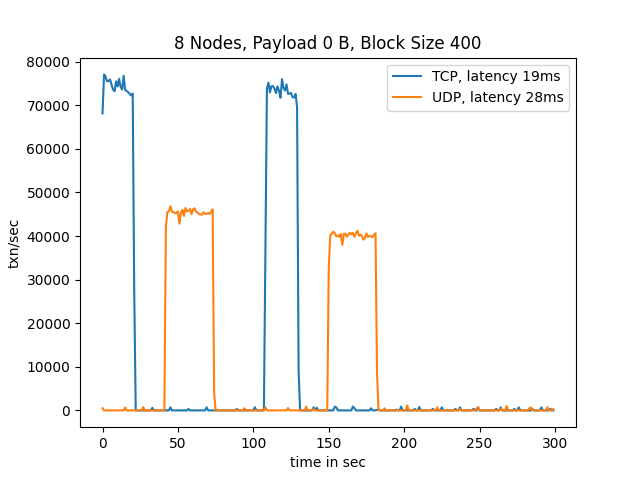 8 Nodes, Payload 0 B, Block Size 400
TCP, latency 19ms
UDP, latency 28ms
80000
70000
60000
50000
40000
30000
20000
10000
0
txn/sec
0 50 100 150 200 250 300
time in sec